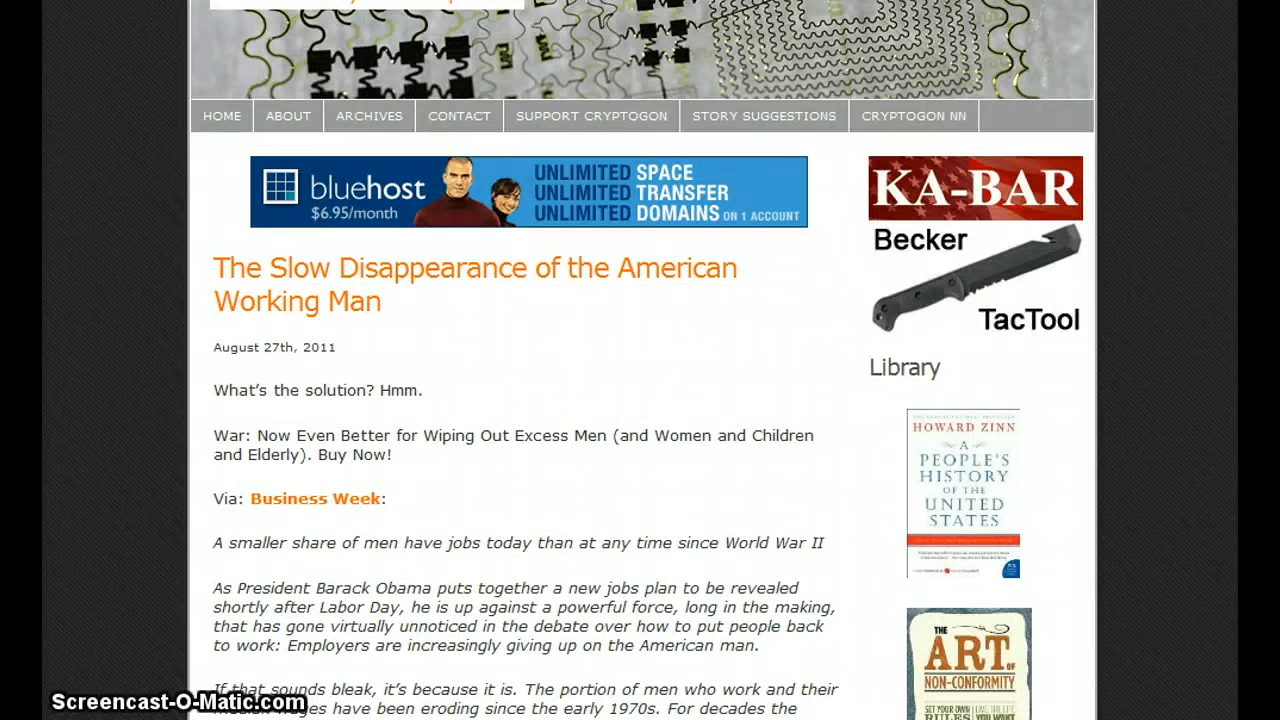 HOME ABOUT ARCHIVES CONTACT SUPPORT CRYPTOGON STORY SUGGESTIONS CRYPTOGON NN
bluehost
$6.95/month
UNLIMITED SPACE
UNLIMITED TRANSFER
UNLIMITED DOMAINS ON 1 ACCOUNT
The Slow Disappearance of the American
Working Man
August 27th, 2011
What's the solution? Hmm.
War: Now Even Better for Wiping Out Excess Men (and Women and Children
and Elderly). Buy Now!
Via: Business Week:
A smaller share of men have jobs today than at any time since World War II
As President Barack Obama puts together a new jobs plan to be revealed
shortly after Labor Day, he is up against a powerful force, long in the making,
that has gone virtually unnoticed in the debate over how to put people back
to work: Employers are increasingly giving up on the American man.
If that sounds bleak, it's because it is. The portion of men who work and their
have been eroding since the early 1970s. For decades the
KA-BAR
Becker
TacTool
Library
HOWARD ZINN
A
PEOPLE'S
HISTORY
OF THE
UNITED
STATES
THE
ART OF
NON-CONFORMITY
SET YOUR OWN
RULES
LIVE THE LIFE
YOU WANT
Screencast-O-Matic.com